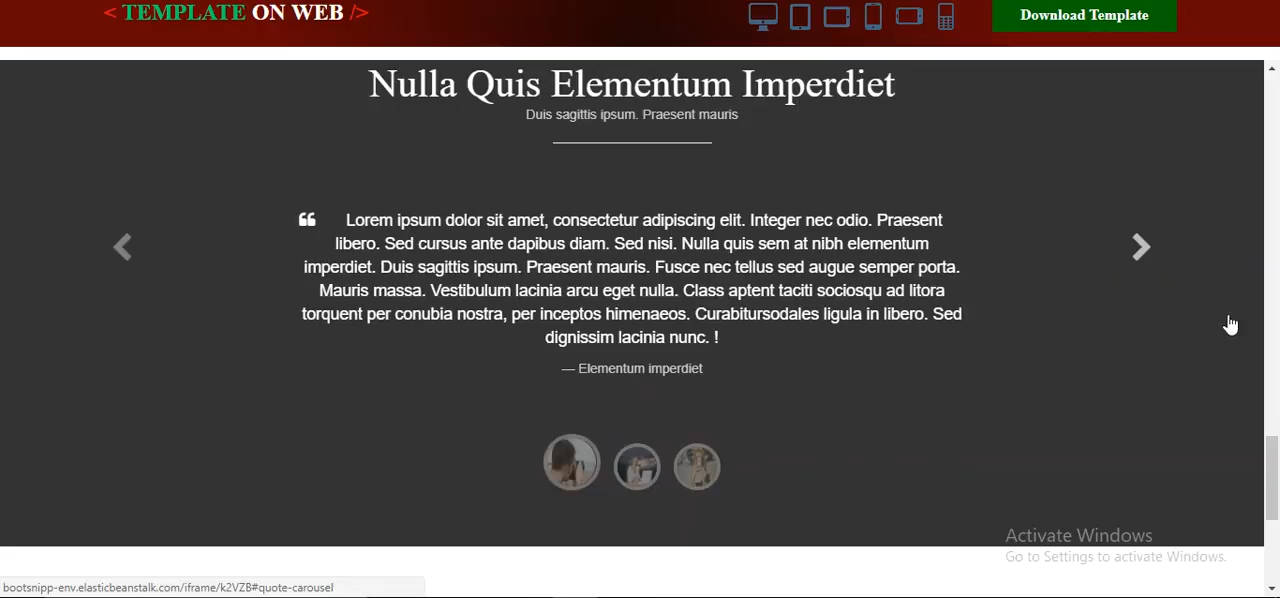 < TEMPLATE ON WEB />
Download Template
Nulla Quis Elementum Imperdiet
Duis sagittis ipsum. Praesent mauris
❝ Lorem ipsum dolor sit amet, consectetur adipiscing elit. Integer nec odio. Praesent
libero. Sed cursus ante dapibus diam. Sed nisi. Nulla quis sem at nibh elementum
imperdiet. Duis sagittis ipsum. Praesent mauris. Fusce nec tellus sed augue semper porta.
Mauris massa. Vestibulum lacinia arcu eget nulla. Class aptent taciti sociosqu ad litora
torquent per conubia nostra, per inceptos himenaeos. Curabitursodales ligula in libero. Sed
dignissim lacinia nunc. !
— Elementum imperdiet
Activate Windows
Go to Settings to activate Windows.
bootsnipp-env.elasticbeanstalk.com/iframe/k2VZB#quote-carousel